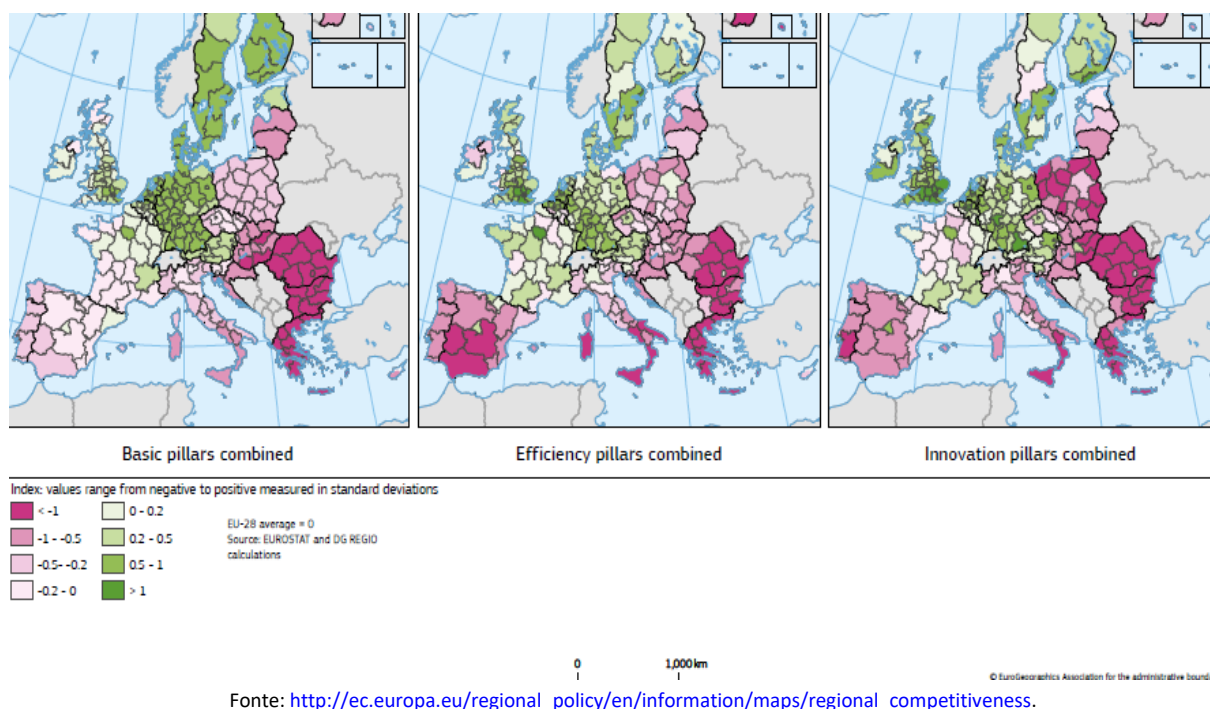 Basic pillars combined
Efficiency pillars combined
Innovation pillars combined
Index: values range from negative to positive measured in standard deviations
< -1
0 - 0.2
-1 - -0.5
0.2 - 0.5
-0.5- -0.2
0.5 - 1
-0.2 - 0
> 1
EU-28 average = 0
Source: EUROSTAT and DG REGIO
calculations
0
1,000 km
© EuroGeographics Association for the administrative bound
Fonte: http://ec.europa.eu/regional_policy/en/information/maps/regional_competitiveness.